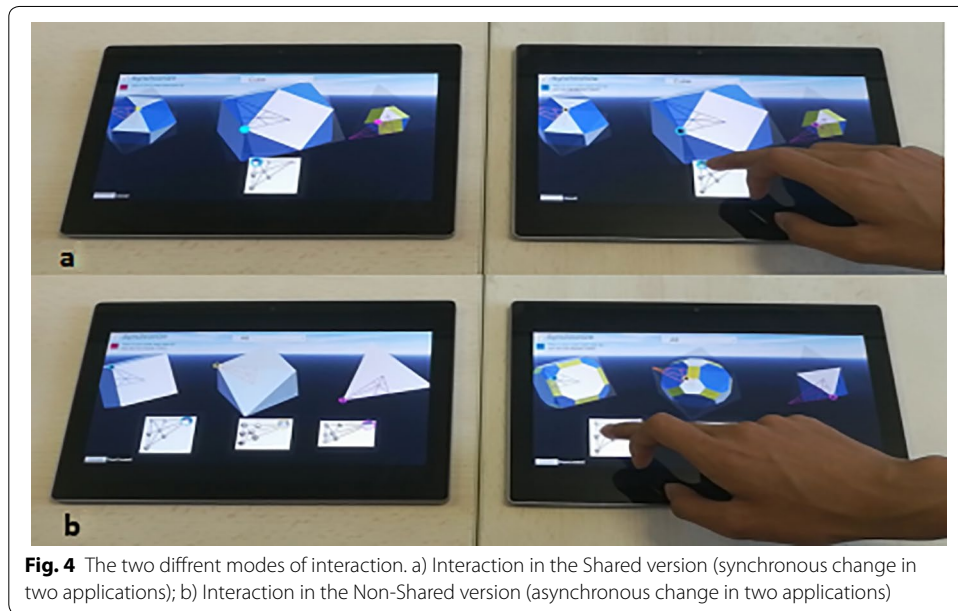 a
b
Fig. 4 The two diffrent modes of interaction. a) Interaction in the Shared version (synchronous change in
two applications); b) Interaction in the Non-Shared version (asynchronous change in two applications)